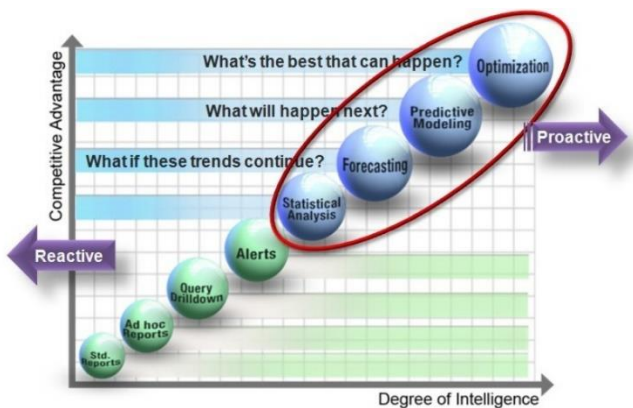 What's the best that can happen?
Optimization
What will happen next?
Predictive
Modeling
Proactive
What if these trends continue?
Forecasting
Statistical
Analysis
Reactive
Alerts
Query
Drilldown
Ad hoc
Reports
Std.
Reports
Competitive Advantage
Degree of Intelligence